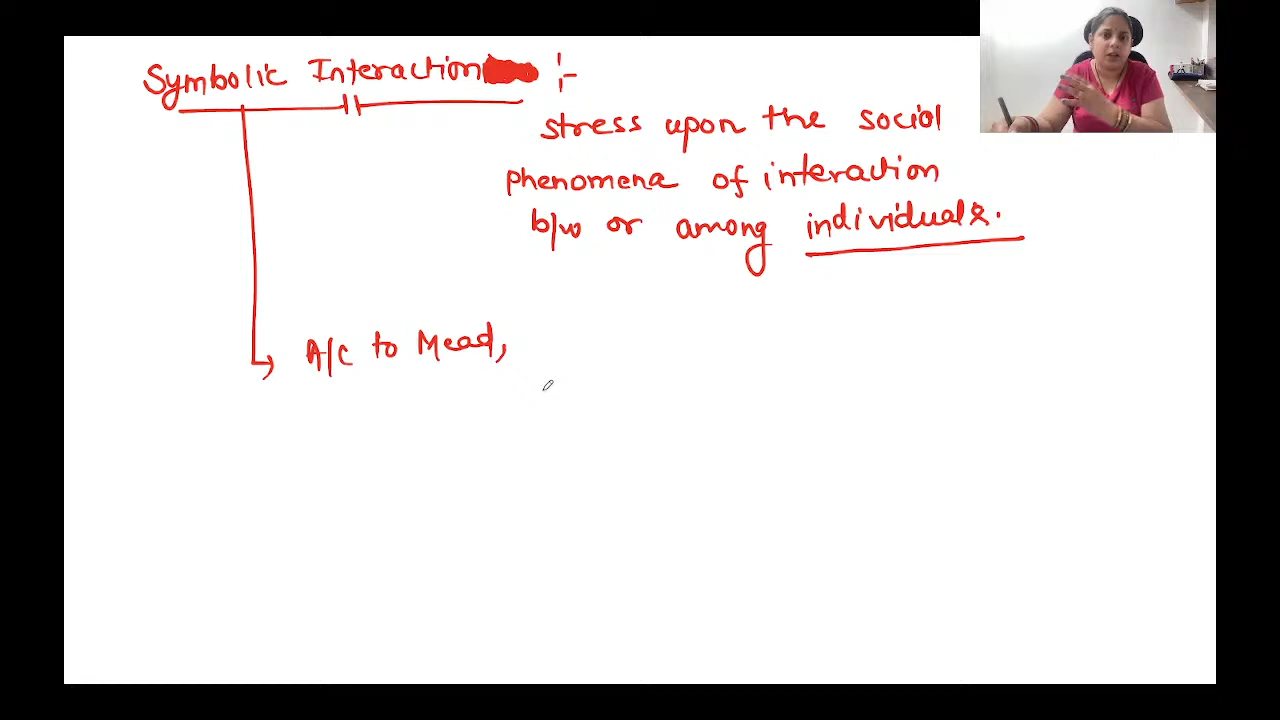 Symbolic Interaction :-
stress upon the social
phenomena of interaction
b/w or among individuals.
A/C to Mead,